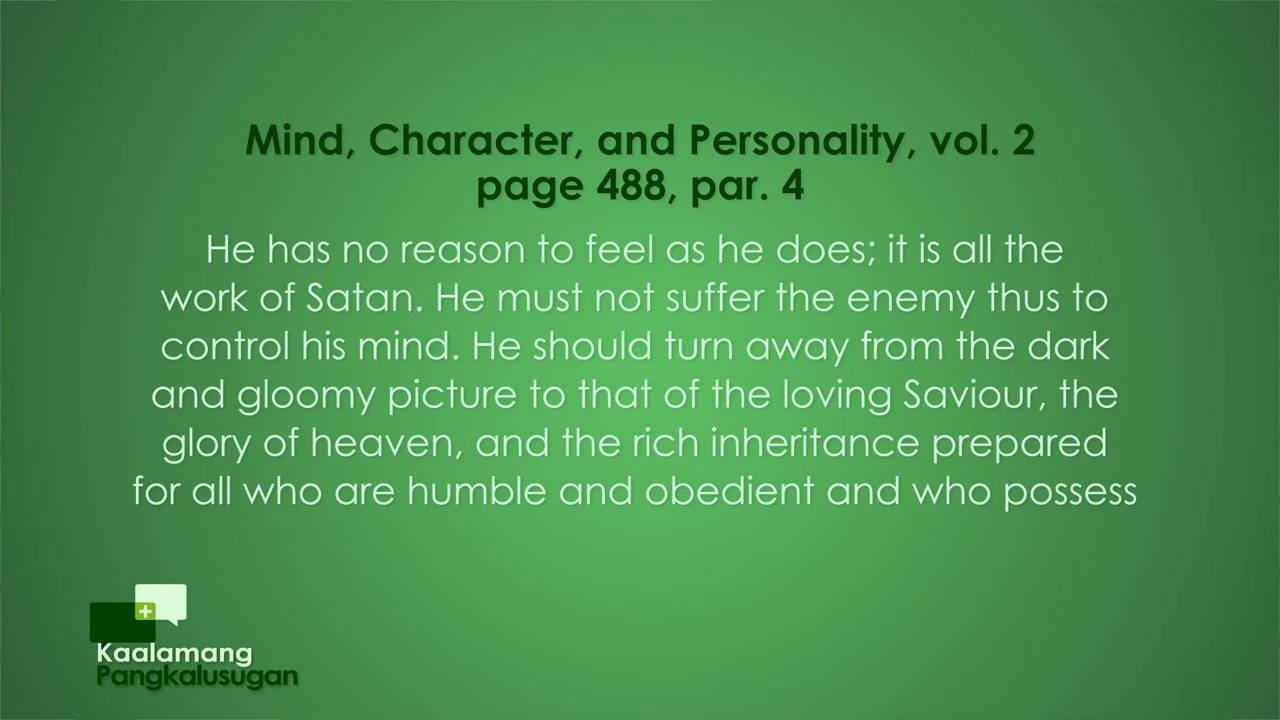 Mind, Character, and Personality, vol. 2
page 488, par. 4
He has no reason to feel as he does; it is all the
work of Satan. He must not suffer the enemy thus to
control his mind. He should turn away from the dark
and gloomy picture to that of the loving Saviour, the
glory of heaven, and the rich inheritance prepared
for all who are humble and obedient and who possess
Kaalamang
Pangkalusugan